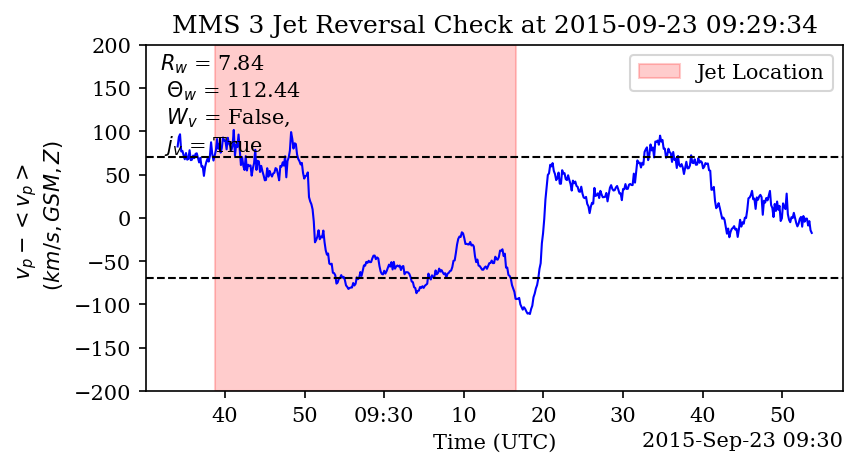 MMS 3 Jet Reversal Check at 2015-09-23 09:29:34
R_w = 7.84
Θ_w = 112.44
W_v = False,
j_v = True
Jet Location
200
150
100
50
0
−50
−100
−150
−200
v_p − < v_p >
(km/s, GSM, Z)
40 50 09:30 10 20 30 40 50
Time (UTC)
2015-Sep-23 09:30